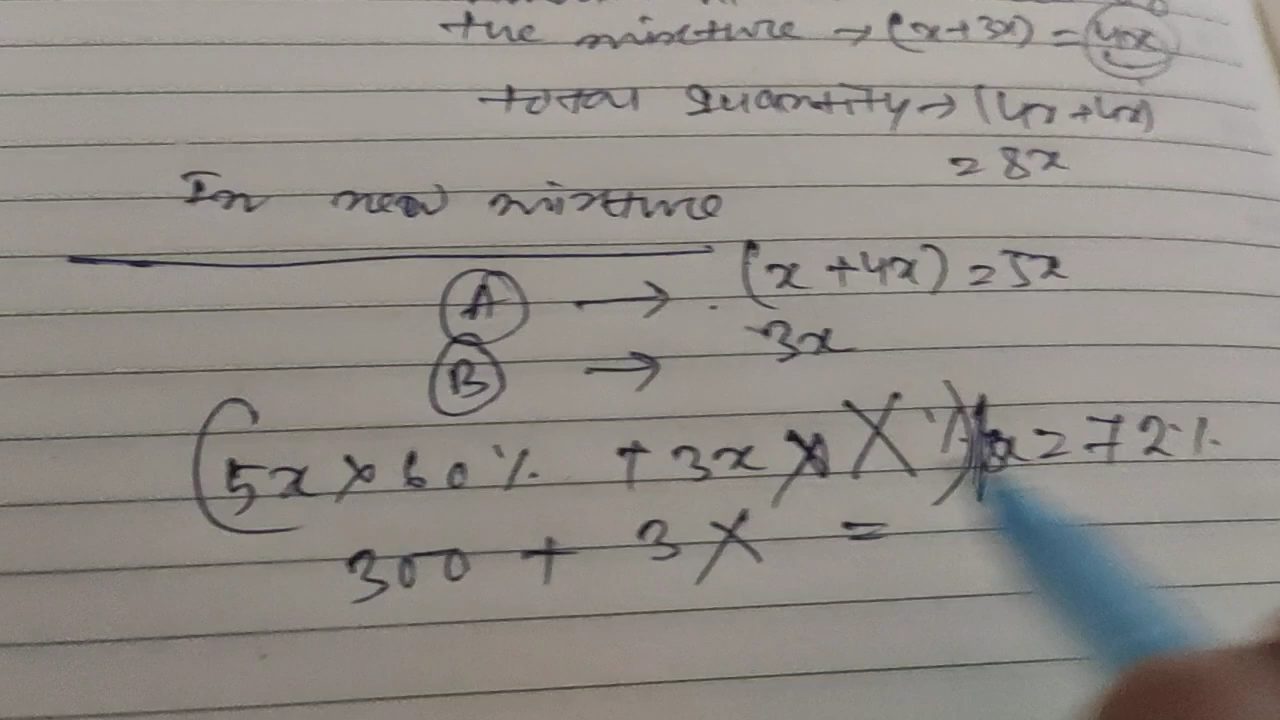 the mixture → (x+3x) = 4x
total quantity → (4x+4x)
= 8x
In new mixture
A → (x + 4x) = 5x
B → 3x
(5x × 60% + 3x × X %) = 72%
300 + 3X =